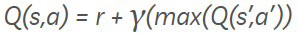 Q(s,a) = r + γ(max(Q(s',a'))